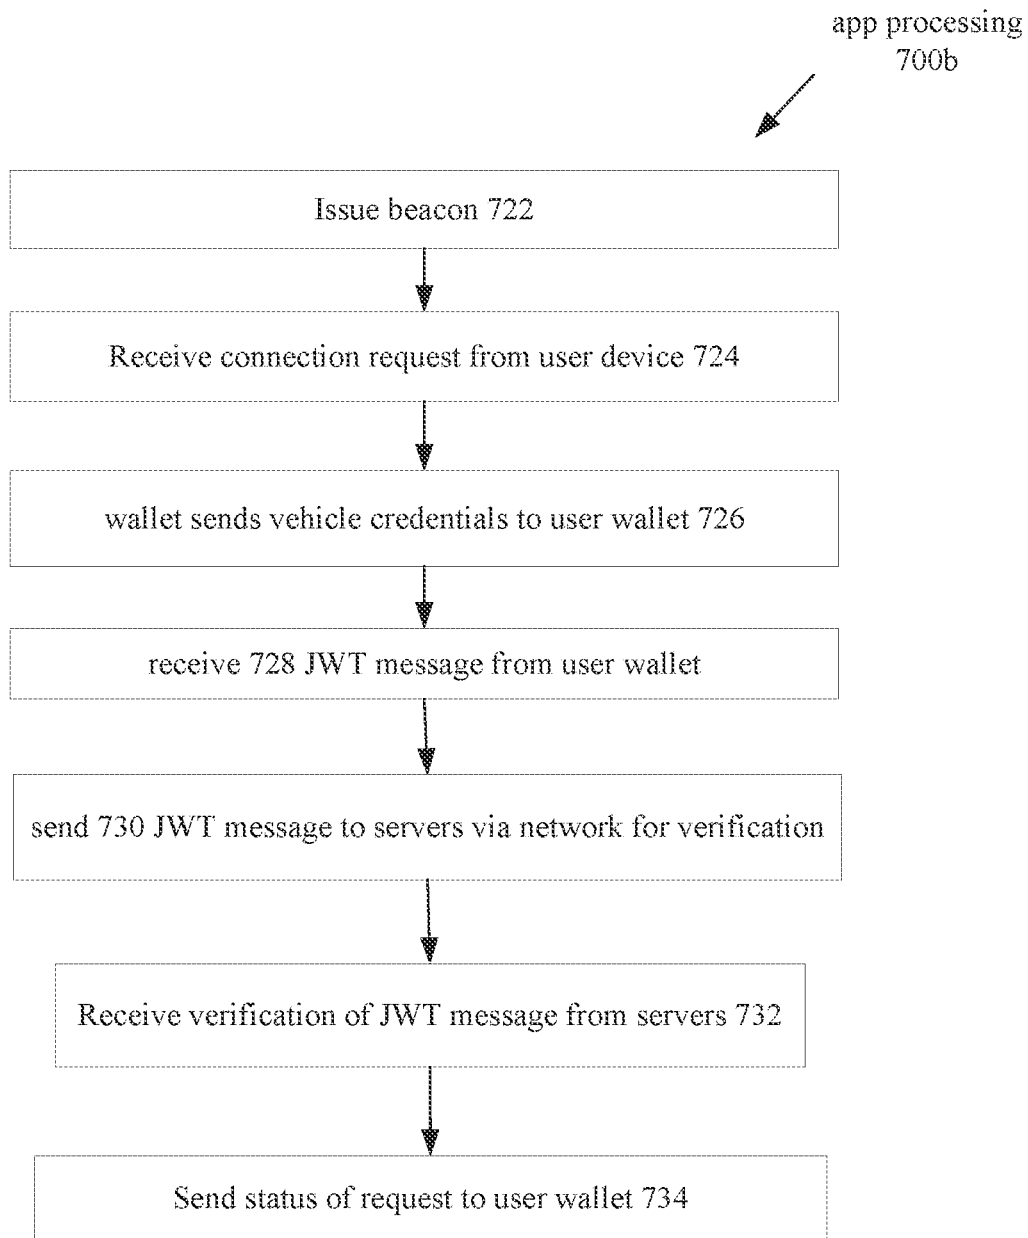 app processing
700b
Issue beacon 722
Receive connection request from user device 724
wallet sends vehicle credentials to user wallet 726
receive 728 JWT message from user wallet
send 730 JWT message to servers via network for verification
Receive verification of JWT message from servers 732
Send status of request to user wallet 734